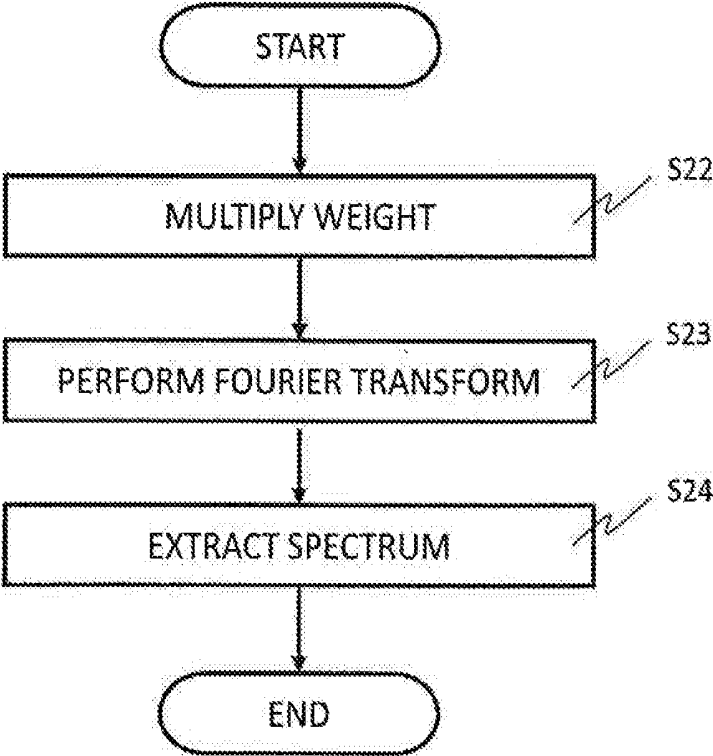 START
S22
MULTIPLY WEIGHT
S23
PERFORM FOURIER TRANSFORM
S24
EXTRACT SPECTRUM
END